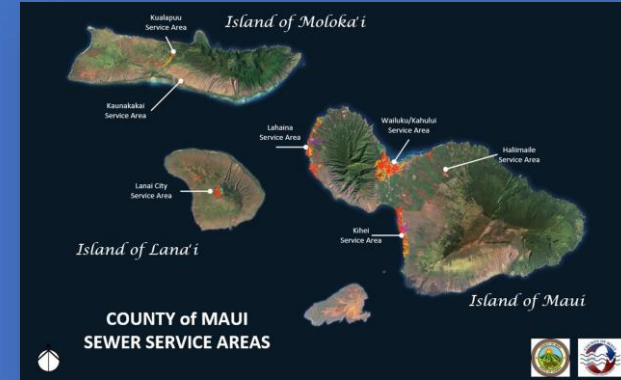 Island of Moloka'i
Kualapuu
Service Area
Kaunakakai
Service Area
Lahaina
Service Area
Wailuku/Kahului
Service Area
Haliimaile
Service Area
Lanai City
Service Area
Kihei
Service Area
Island of Lana'i
Island of Maui
COUNTY of MAUI
SEWER SERVICE AREAS